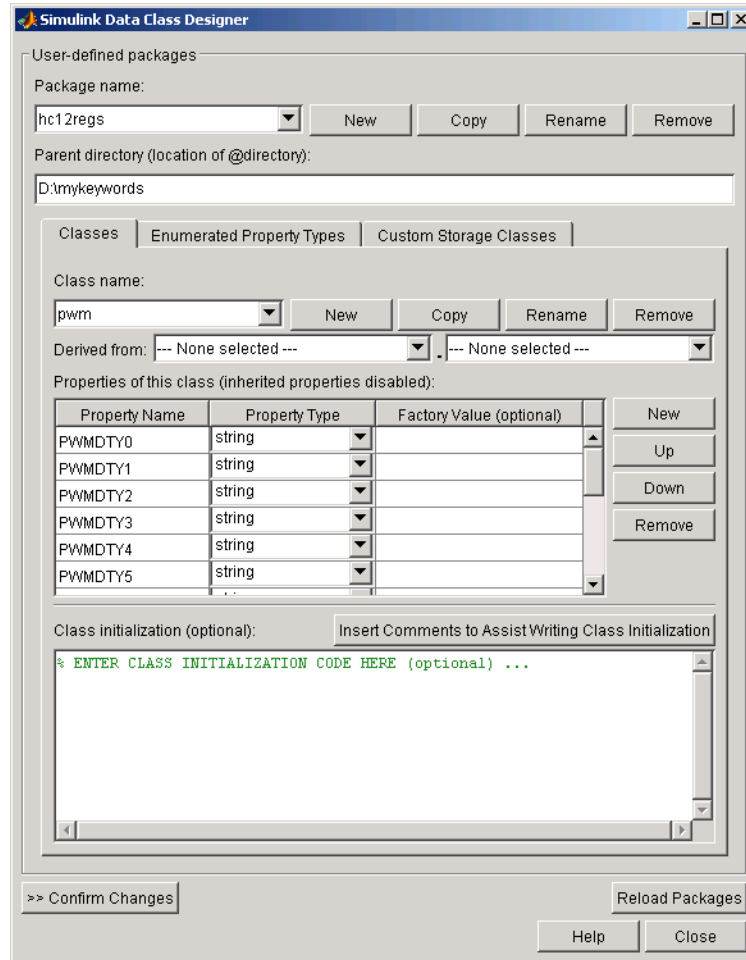 Simulink Data Class Designer
User-defined packages
Package name:
hc12regs New Copy Rename Remove
Parent directory (location of @directory):
D:\mykeywords
Classes Enumerated Property Types Custom Storage Classes
Class name:
pwm New Copy Rename Remove
Derived from: --- None selected --- . --- None selected ---
Properties of this class (inherited properties disabled):
Property Name Property Type Factory Value (optional) New
PWMDTY0 string
Up
PWMDTY1 string
PWMDTY2 string Down
PWMDTY3 string Remove
PWMDTY4 string
PWMDTY5 string
Class initialization (optional): Insert Comments to Assist Writing Class Initialization
% ENTER CLASS INITIALIZATION CODE HERE (optional) ...
>> Confirm Changes Reload Packages
Help Close